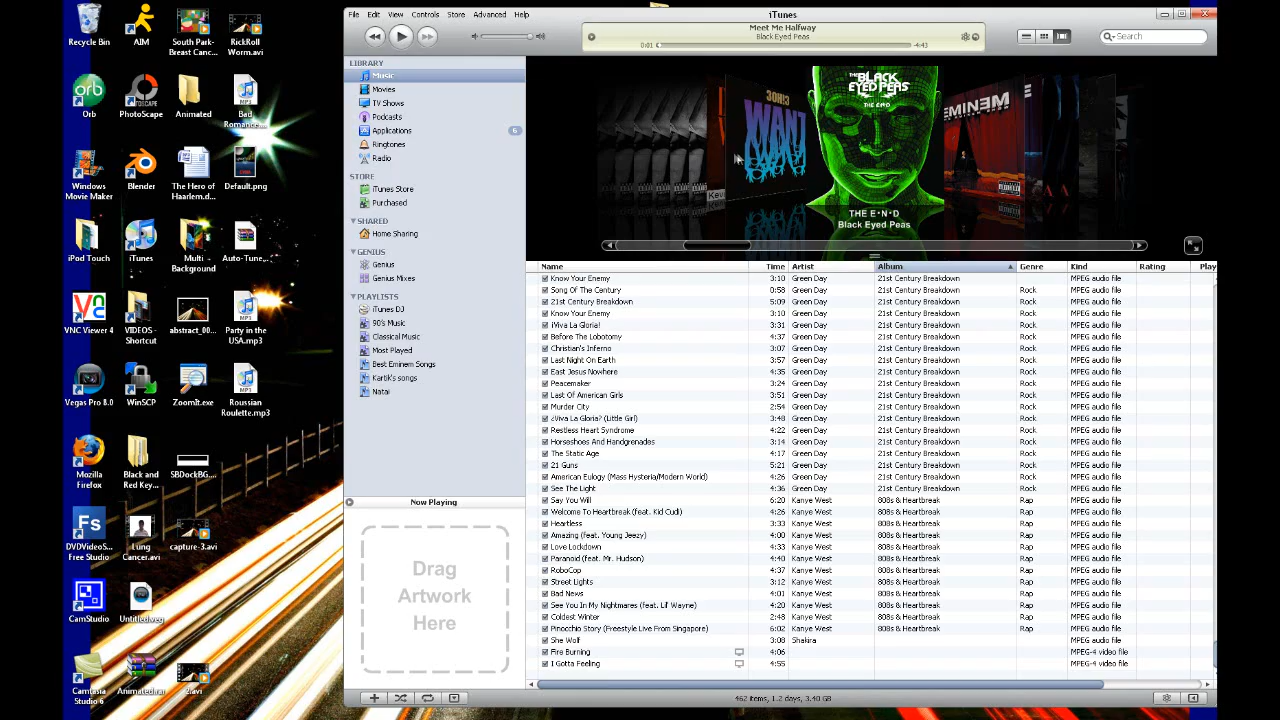 Recycle Bin
AIM
South Park- Breast Canc...
RickRoll Worm.avi
Orb
PhotoScape
Animated
Bad Romance....
Windows Movie Maker
Blender
The Hero of Haarlem.d...
Default.png
iPod Touch
iTunes
Multi - Background
Auto-Tune...
VNC Viewer 4
VIDEOS - Shortcut
abstract_00...
Party in the USA.mp3
Vegas Pro 8.0
WinSCP
ZoomIt.exe
Roussian Roulette.mp3
Mozilla Firefox
Black and Red Key...
SBDockBG....
DVDVideoS... Free Studio
Lung Cancer.avi
capture-3.avi
CamStudio
Untitled.veg
Camtasia Studio 6
Animated.rar
2.avi
File Edit View Controls Store Advanced Help
iTunes
Meet Me Halfway
Black Eyed Peas
0:01
-4:43
Search
LIBRARY
Music
Movies
TV Shows
Podcasts
Applications 6
Ringtones
Radio
STORE
iTunes Store
Purchased
SHARED
Home Sharing
GENIUS
Genius
Genius Mixes
PLAYLISTS
iTunes DJ
90's Music
Classical Music
Most Played
Best Eminem Songs
Kartik's songs
Natal
Now Playing
Drag
Artwork
Here
3OH!3
WANT
THE BLACK EYED PEAS
THE END
EMINEM
THE E•N•D
Black Eyed Peas
Name Time Artist Album Genre Kind Rating Play
Know Your Enemy 3:10 Green Day 21st Century Breakdown MPEG audio file
Song Of The Century 0:58 Green Day 21st Century Breakdown Rock MPEG audio file
21st Century Breakdown 5:09 Green Day 21st Century Breakdown Rock MPEG audio file
Know Your Enemy 3:10 Green Day 21st Century Breakdown Rock MPEG audio file
¡Viva La Gloria! 3:31 Green Day 21st Century Breakdown Rock MPEG audio file
Before The Lobotomy 4:37 Green Day 21st Century Breakdown Rock MPEG audio file
Christian's Inferno 3:07 Green Day 21st Century Breakdown Rock MPEG audio file
Last Night On Earth 3:57 Green Day 21st Century Breakdown Rock MPEG audio file
East Jesus Nowhere 4:35 Green Day 21st Century Breakdown Rock MPEG audio file
Peacemaker 3:24 Green Day 21st Century Breakdown Rock MPEG audio file
Last Of American Girls 3:51 Green Day 21st Century Breakdown Rock MPEG audio file
Murder City 2:54 Green Day 21st Century Breakdown Rock MPEG audio file
¿Viva La Gloria? (Little Girl) 3:48 Green Day 21st Century Breakdown Rock MPEG audio file
Restless Heart Syndrome 4:21 Green Day 21st Century Breakdown Rock MPEG audio file
Horseshoes And Handgrenades 3:14 Green Day 21st Century Breakdown Rock MPEG audio file
The Static Age 4:17 Green Day 21st Century Breakdown Rock MPEG audio file
21 Guns 5:21 Green Day 21st Century Breakdown Rock MPEG audio file
American Eulogy (Mass Hysteria/Modern World) 4:26 Green Day 21st Century Breakdown Rock MPEG audio file
See The Light 4:36 Green Day 21st Century Breakdown Rock MPEG audio file
Say You Will 6:20 Kanye West 808s & Heartbreak Rap MPEG audio file
Welcome To Heartbreak (feat. Kid Cudi) 4:26 Kanye West 808s & Heartbreak Rap MPEG audio file
Heartless 3:33 Kanye West 808s & Heartbreak Rap MPEG audio file
Amazing (feat. Young Jeezy) 4:00 Kanye West 808s & Heartbreak Rap MPEG audio file
Love Lockdown 4:33 Kanye West 808s & Heartbreak Rap MPEG audio file
Paranoid (feat. Mr. Hudson) 4:40 Kanye West 808s & Heartbreak Rap MPEG audio file
RoboCop 4:37 Kanye West 808s & Heartbreak Rap MPEG audio file
Street Lights 3:12 Kanye West 808s & Heartbreak Rap MPEG audio file
Bad News 4:01 Kanye West 808s & Heartbreak Rap MPEG audio file
See You In My Nightmares (feat. Lil' Wayne) 4:21 Kanye West 808s & Heartbreak Rap MPEG audio file
Coldest Winter 2:48 Kanye West 808s & Heartbreak Rap MPEG audio file
Pinocchio Story (Freestyle Live From Singapore) 6:02 Kanye West 808s & Heartbreak Rap MPEG audio file
She Wolf 3:08 Shakira MPEG audio file
Fire Burning 4:06 MPEG-4 video file
I Gotta Feeling 4:55 MPEG-4 video file
462 items, 1.2 days, 3.40 GB